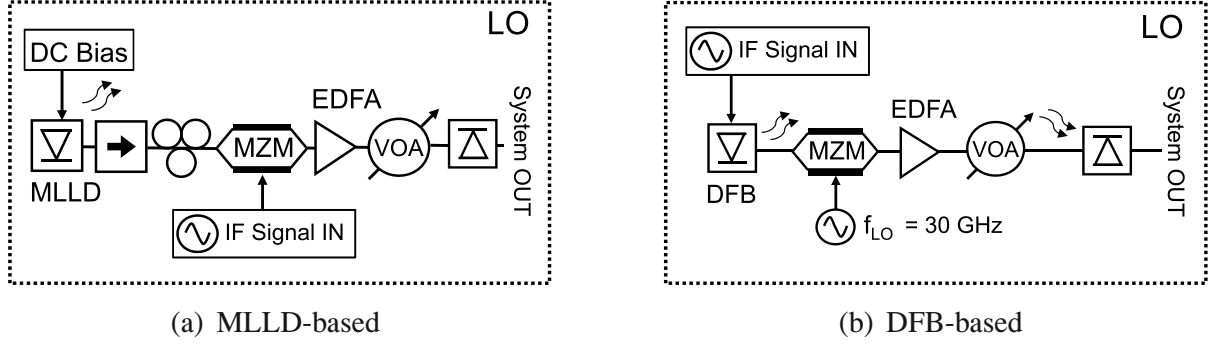 LO
DC Bias
EDFA
MZM
VOA
MLLD
IF Signal IN
System OUT
(a) MLLD-based
LO
IF Signal IN
EDFA
MZM
VOA
DFB
f_LO = 30 GHz
System OUT
(b) DFB-based